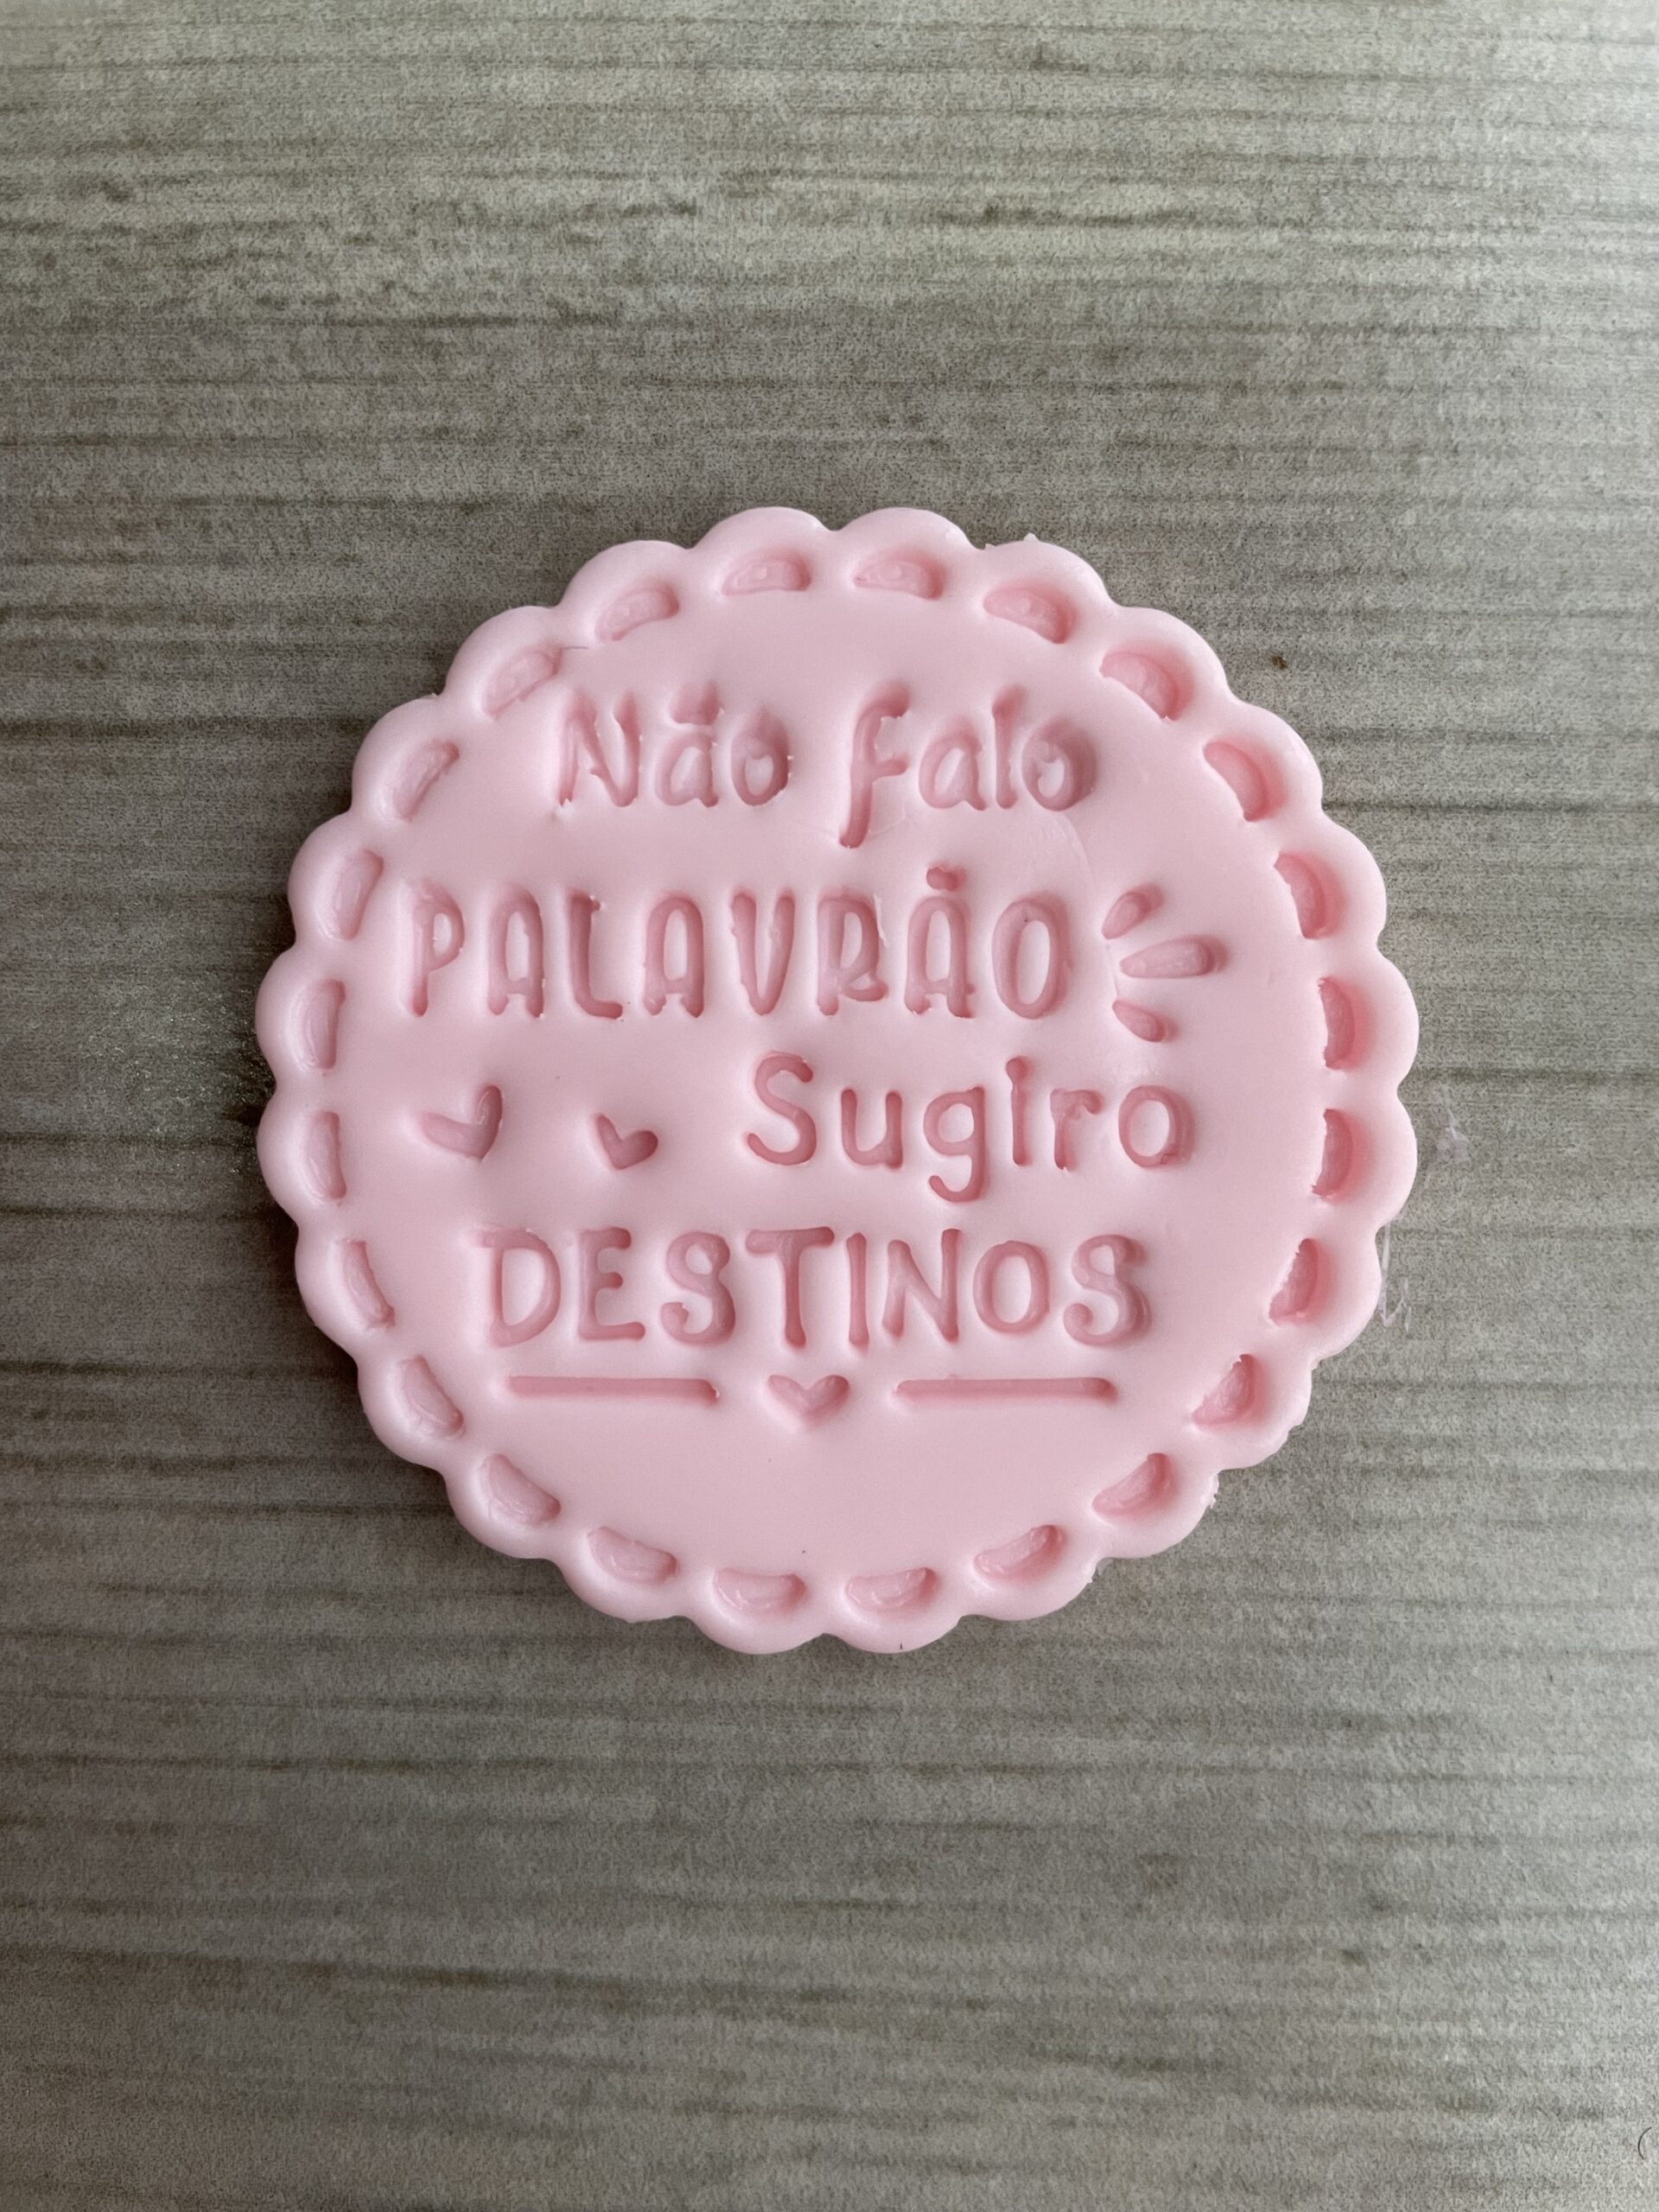 Não falo
PALAVRÃO
Sugiro
DESTINOS